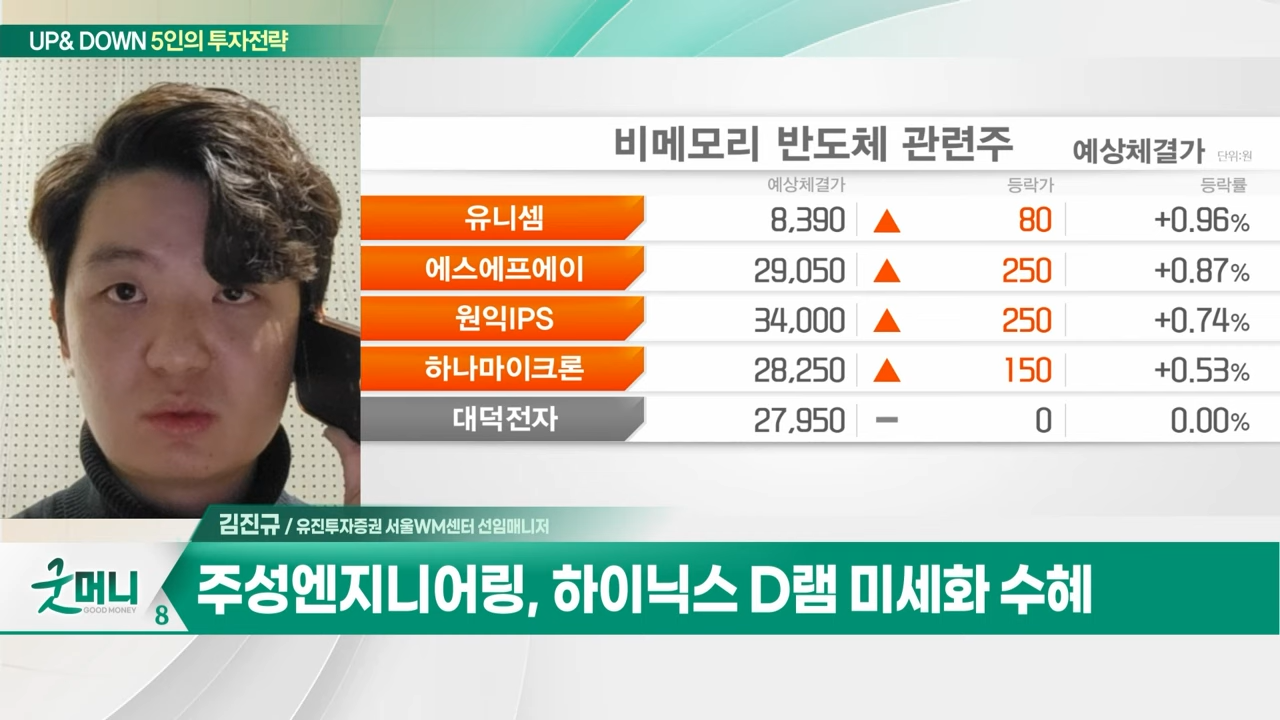 UP& DOWN 5인의 투자전략
비메모리 반도체 관련주 예상체결가 단위:원
예상체결가 등락가 등락률
유니셈 8,390 ▲ 80 +0.96%
에스에프에이 29,050 ▲ 250 +0.87%
원익IPS 34,000 ▲ 250 +0.74%
하나마이크론 28,250 ▲ 150 +0.53%
대덕전자 27,950 － 0 0.00%
김진규 / 유진투자증권 서울WM센터 선임매니저
굿머니 GOOD MONEY 8
주성엔지니어링, 하이닉스 D램 미세화 수혜